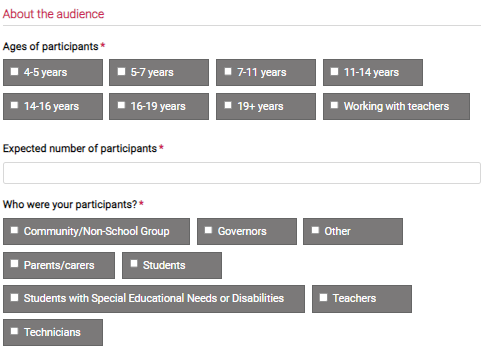 About the audience
Ages of participants *
4-5 years 5-7 years 7-11 years 11-14 years
14-16 years 16-19 years 19+ years Working with teachers
Expected number of participants *
Who were your participants? *
Community/Non-School Group Governors Other
Parents/carers Students
Students with Special Educational Needs or Disabilities Teachers
Technicians